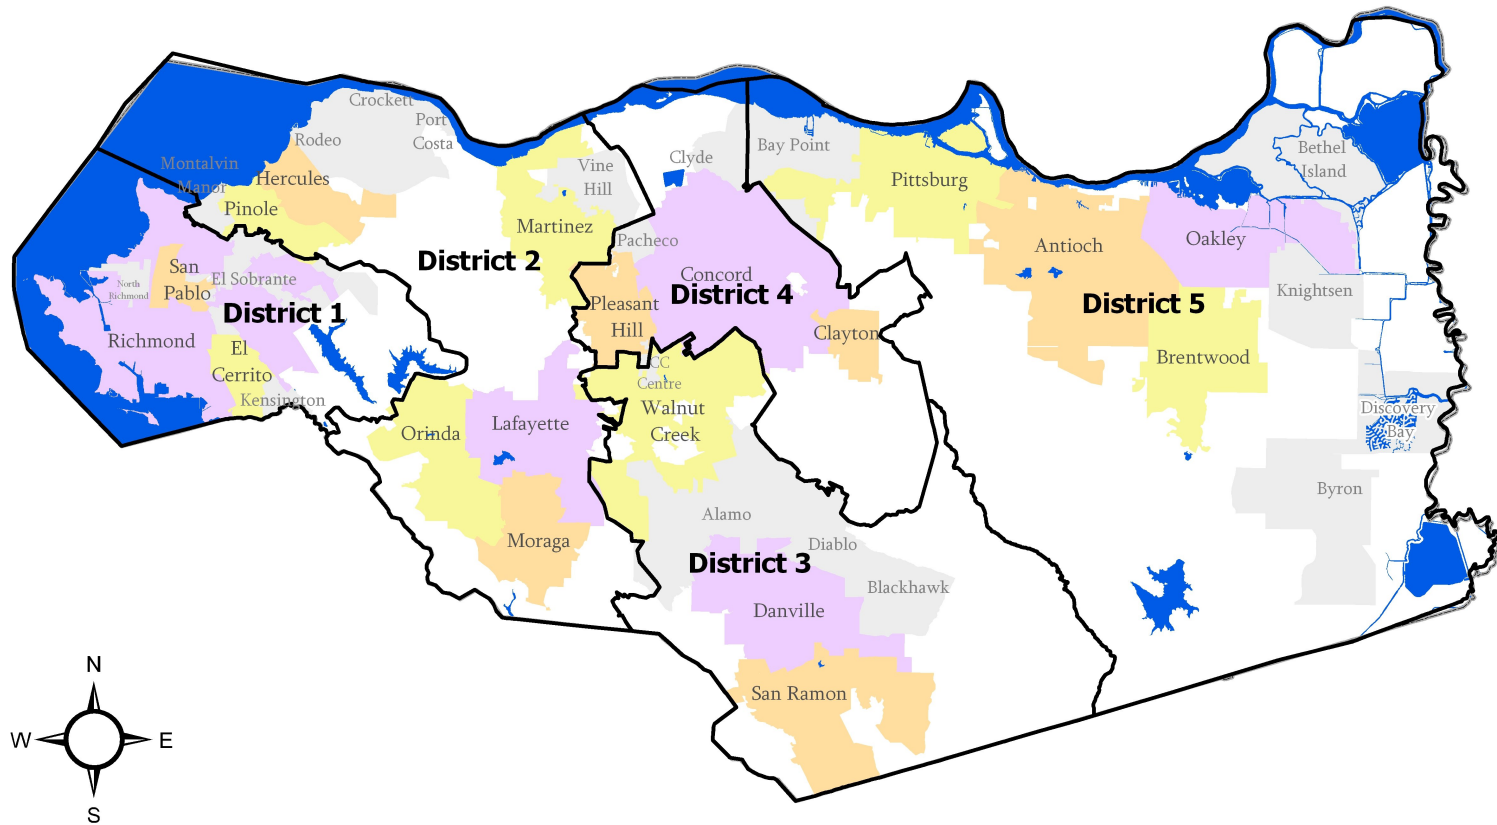 Crockett
Port
Costa
Rodeo
Montalvin
Manor
Hercules
Pinole
Vine
Hill
Martinez
Clyde
Bay Point
Pittsburg
Bethel
Island
Pacheco
District 2
San
Pablo
El Sobrante
North
Richmond
District 1
Richmond
El
Cerrito
Kensington
Concord
District 4
Pleasant
Hill
Clayton
Antioch
Oakley
District 5
Knightsen
Brentwood
CC
Centre
Walnut
Creek
Orinda
Lafayette
Moraga
Discovery
Bay
Byron
Alamo
Diablo
District 3
Blackhawk
Danville
San Ramon
N
W
E
S